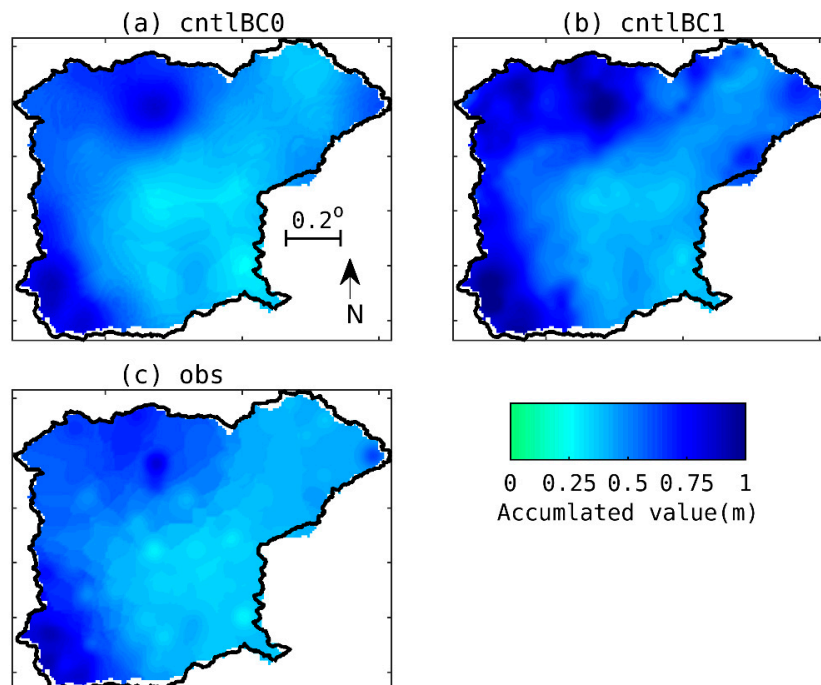 (a) cntlBC0
(b) cntlBC1
0.2°
N
(c) obs
0 0.25 0.5 0.75 1
Accumlated value(m)